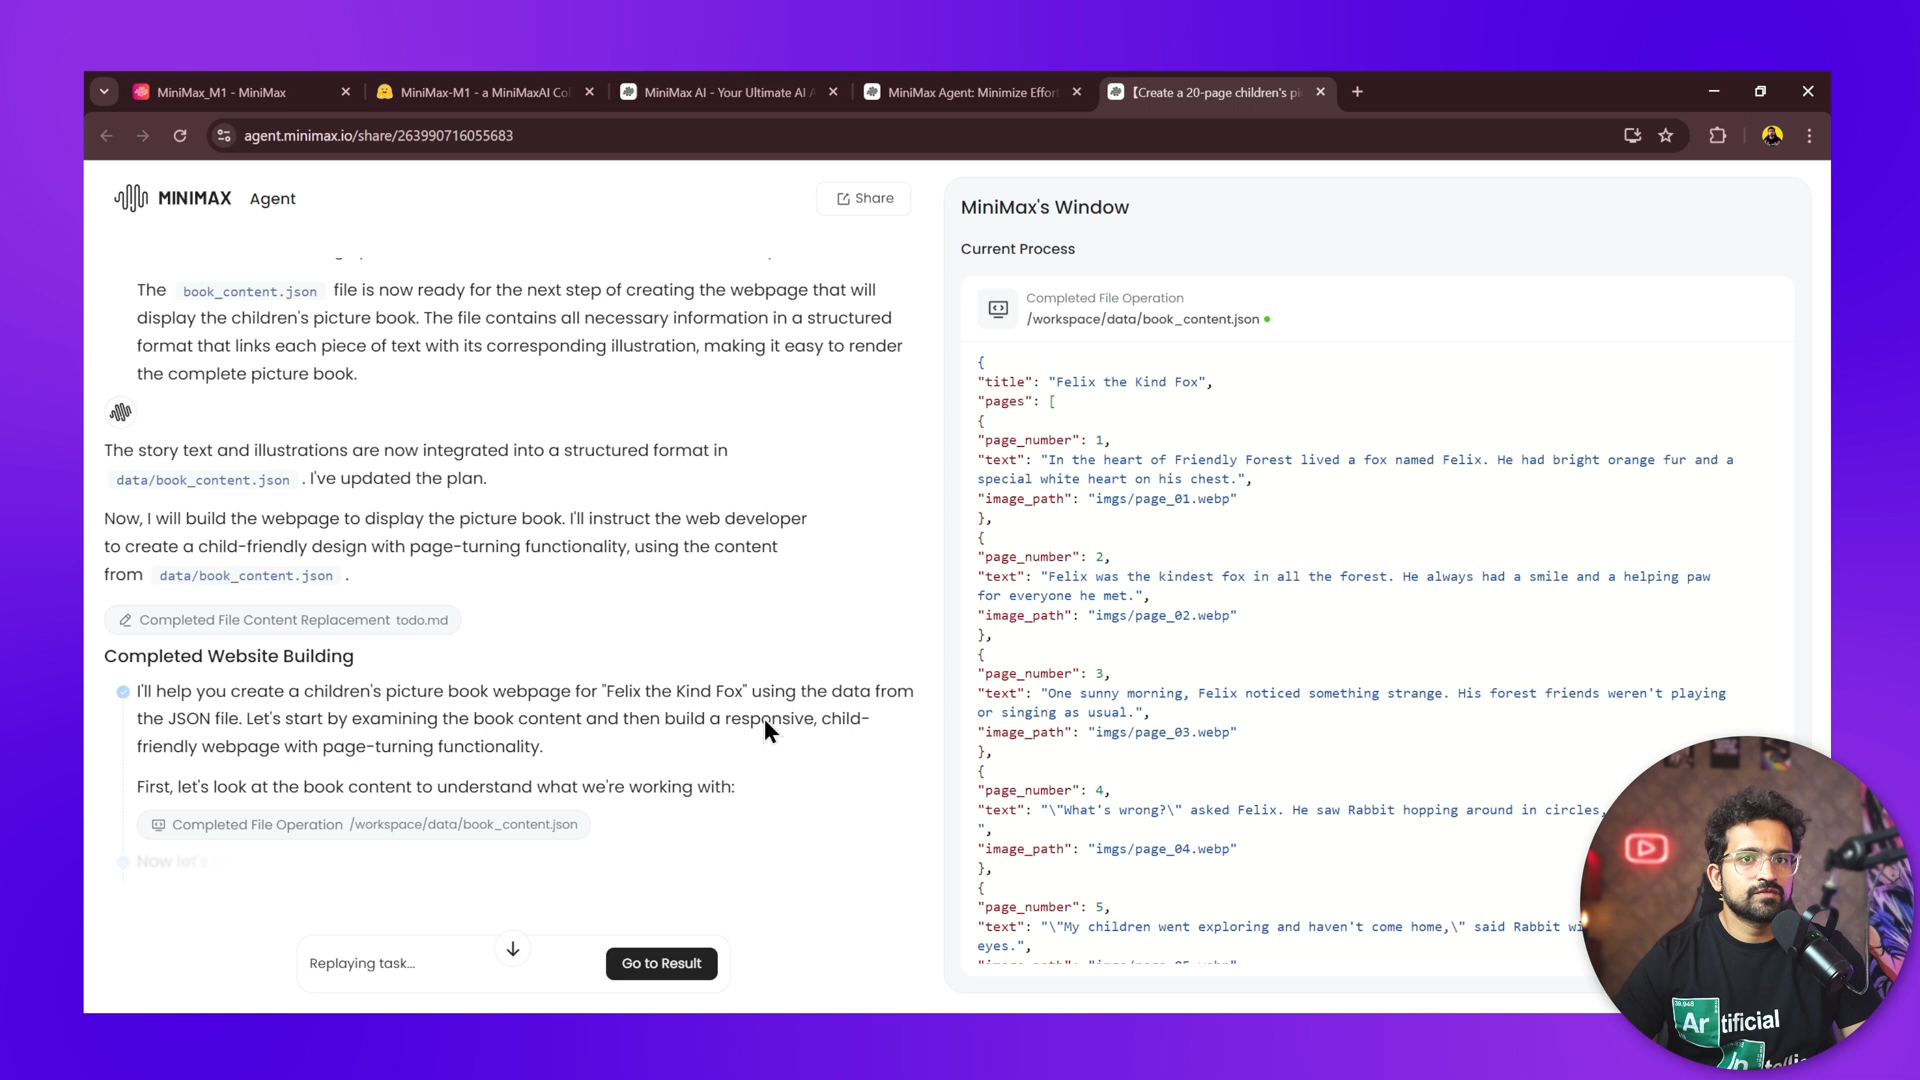 MiniMax_M1 - MiniMax
MiniMax-M1 - a MiniMaxAI Co
MiniMax AI - Your Ultimate AI A
MiniMax Agent: Minimize Effor
【Create a 20-page children's pi
agent.minimax.io/share/263990716055683
MINIMAX Agent
Share
The book_content.json file is now ready for the next step of creating the webpage that will
display the children's picture book. The file contains all necessary information in a structured
format that links each piece of text with its corresponding illustration, making it easy to render
the complete picture book.
The story text and illustrations are now integrated into a structured format in
data/book_content.json . I've updated the plan.
Now, I will build the webpage to display the picture book. I'll instruct the web developer
to create a child-friendly design with page-turning functionality, using the content
from data/book_content.json .
Completed File Content Replacement todo.md
Completed Website Building
I'll help you create a children's picture book webpage for "Felix the Kind Fox" using the data from
the JSON file. Let's start by examining the book content and then build a responsive, child-
friendly webpage with page-turning functionality.
First, let's look at the book content to understand what we're working with:
Completed File Operation /workspace/data/book_content.json
Now let's
Replaying task...
Go to Result
MiniMax's Window
Current Process
Completed File Operation
/workspace/data/book_content.json
{
"title": "Felix the Kind Fox",
"pages": [
{
"page_number": 1,
"text": "In the heart of Friendly Forest lived a fox named Felix. He had bright orange fur and a
special white heart on his chest.",
"image_path": "imgs/page_01.webp"
},
{
"page_number": 2,
"text": "Felix was the kindest fox in all the forest. He always had a smile and a helping paw
for everyone he met.",
"image_path": "imgs/page_02.webp"
},
{
"page_number": 3,
"text": "One sunny morning, Felix noticed something strange. His forest friends weren't playing
or singing as usual.",
"image_path": "imgs/page_03.webp"
},
{
"page_number": 4,
"text": "\"What's wrong?\" asked Felix. He saw Rabbit hopping around in circles,
",
"image_path": "imgs/page_04.webp"
},
{
"page_number": 5,
"text": "\"My children went exploring and haven't come home,\" said Rabbit wi
eyes.",
39.948
Ar tificial